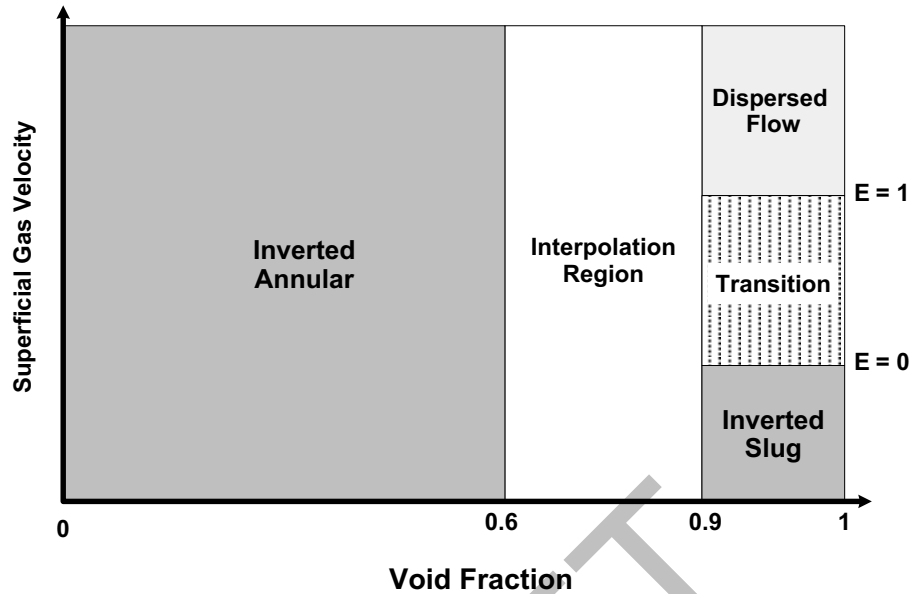 Superficial Gas Velocity
Inverted
Annular
Interpolation
Region
Dispersed
Flow
E = 1
Transition
E = 0
Inverted
Slug
0
0.6
0.9
1
Void Fraction